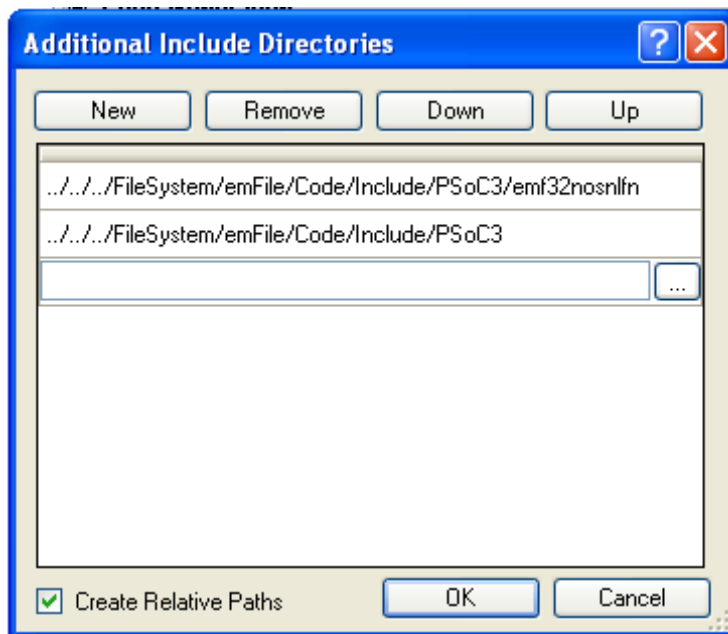 Additional Include Directories
New Remove Down Up
../../../FileSystem/emFile/Code/Include/PSoC3/emf32nosnlfn
../../../FileSystem/emFile/Code/Include/PSoC3
...
Create Relative Paths OK Cancel